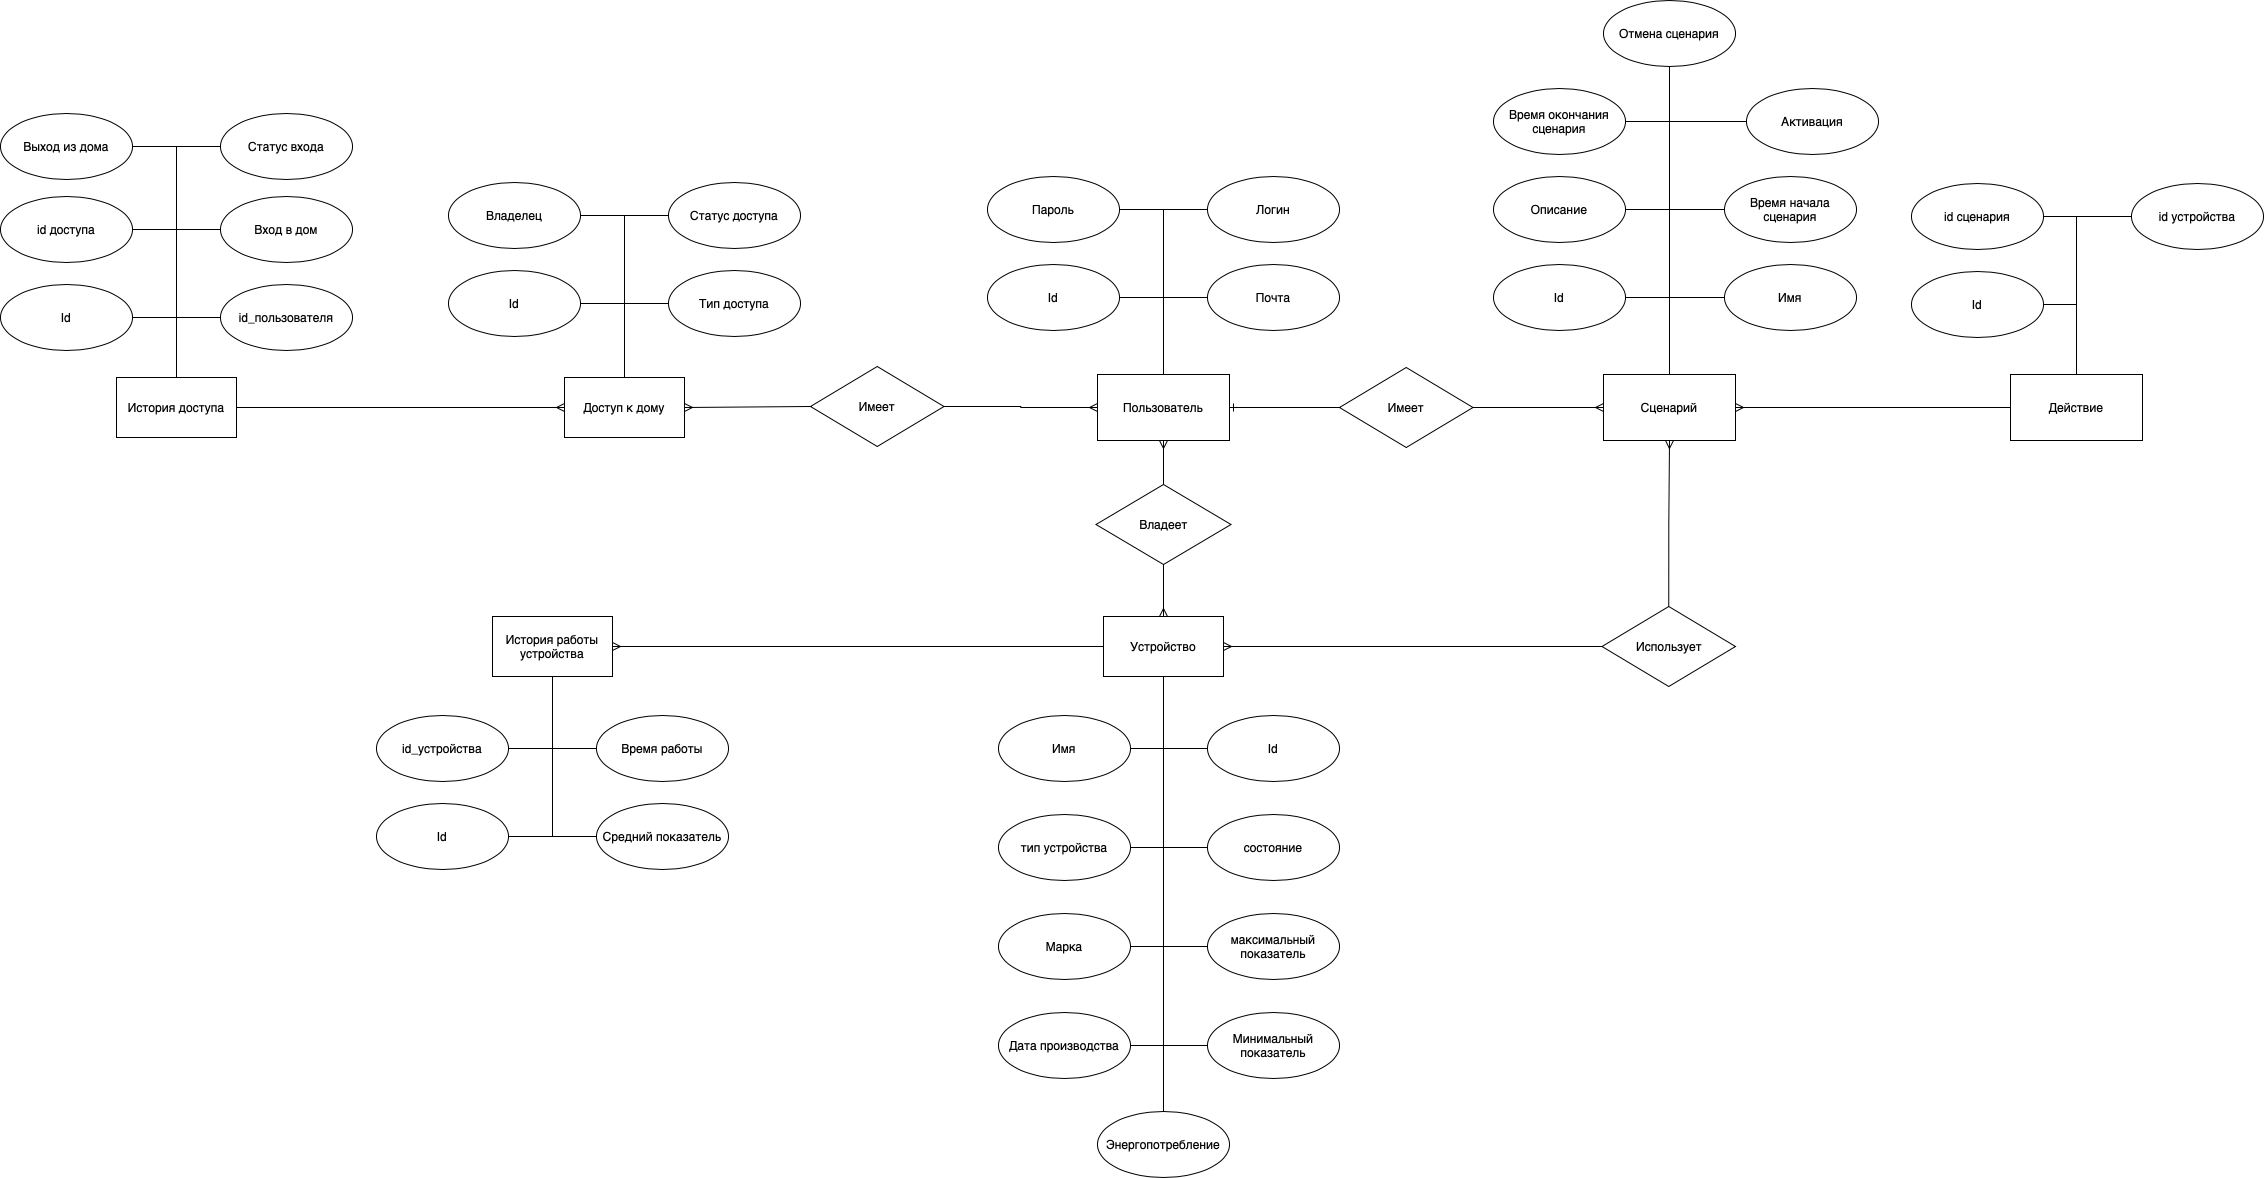 Отмена сценария
Время окончания
сценария
Активация
Выход из дома
Статус входа
Владелец
Статус доступа
Пароль
Логин
Описание
Время начала
сценария
id сценария
id устройства
id доступа
Вход в дом
Id
Тип доступа
Id
Почта
Id
Имя
Id
Id
id_пользователя
История доступа
Доступ к дому
Имеет
Пользователь
Имеет
Сценарий
Действие
Владеет
История работы
устройства
Устройство
Использует
id_устройства
Время работы
Имя
Id
Id
Средний показатель
тип устройства
состояние
Марка
максимальный
показатель
Дата производства
Минимальный
показатель
Энергопотребление